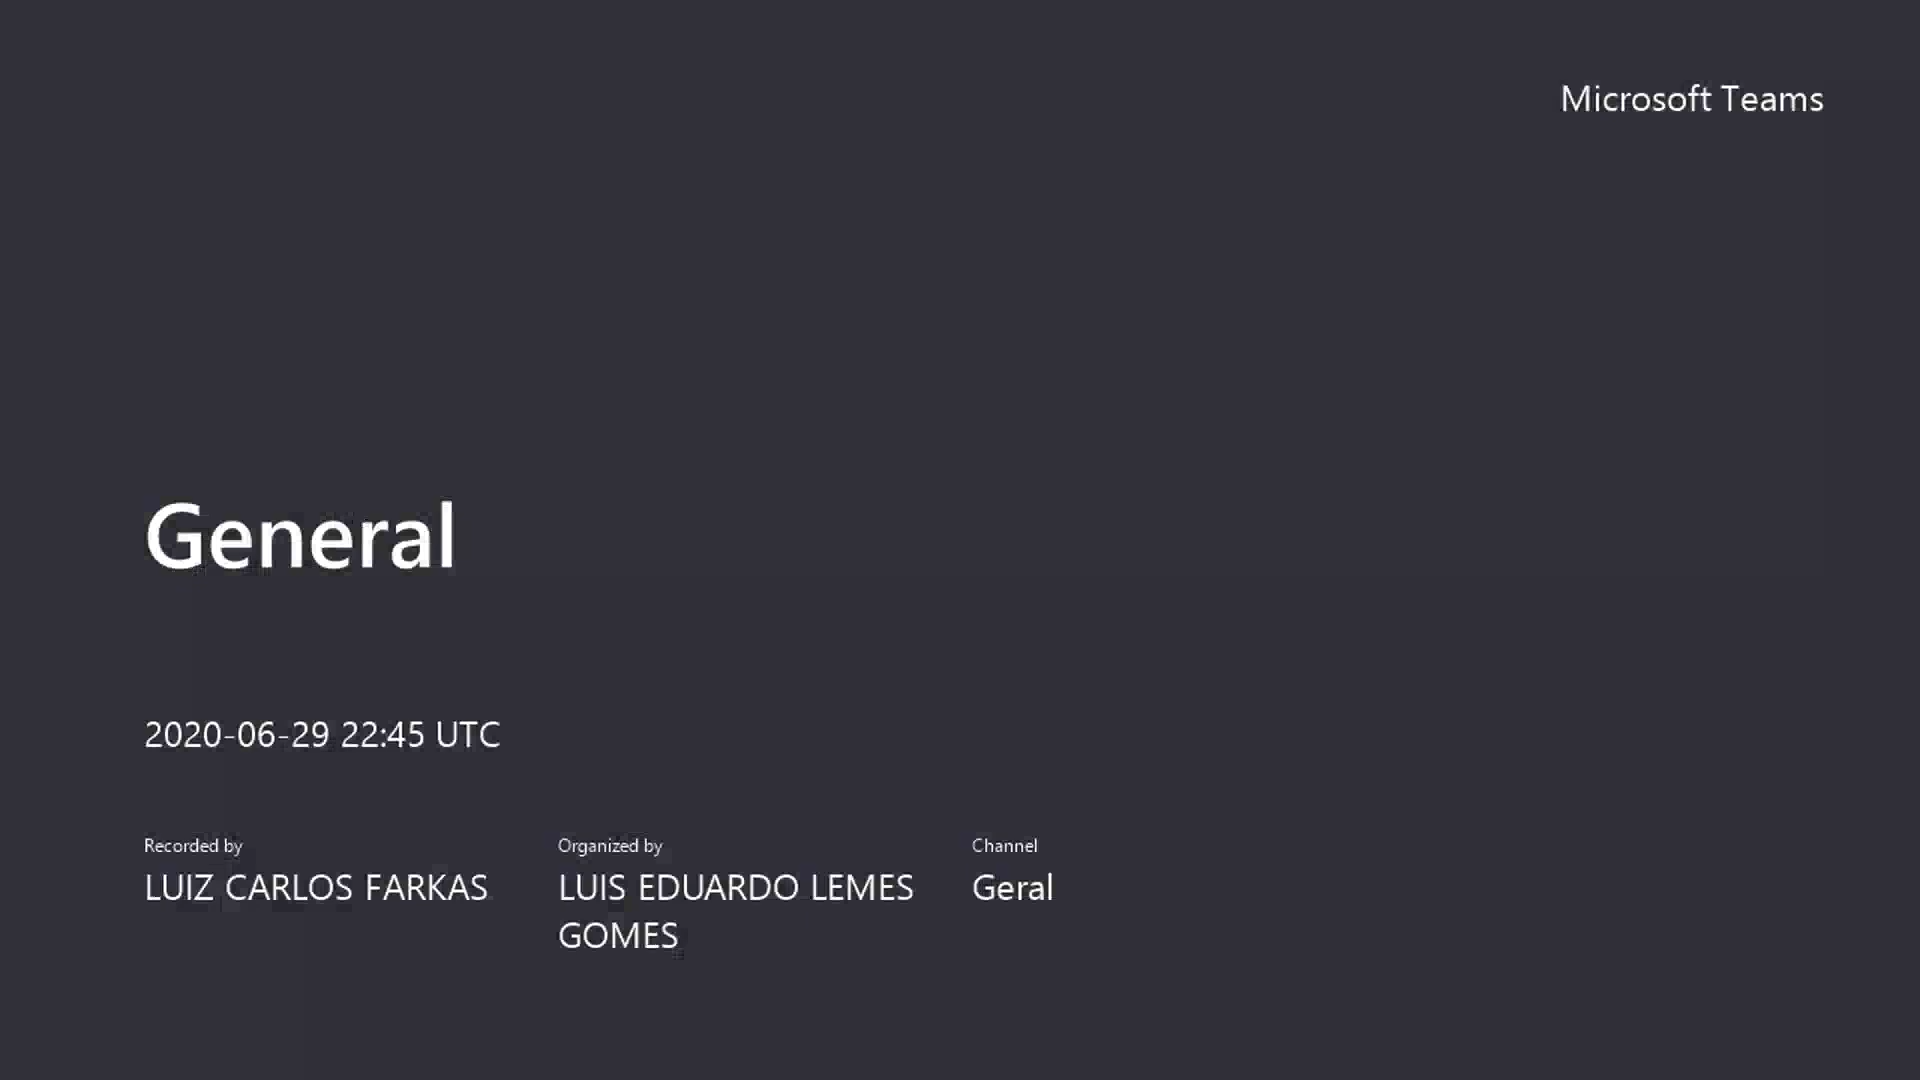 Microsoft Teams
General
2020-06-29 22:45 UTC
Recorded by
LUIZ CARLOS FARKAS
Organized by
LUIS EDUARDO LEMES
GOMES
Channel
Geral